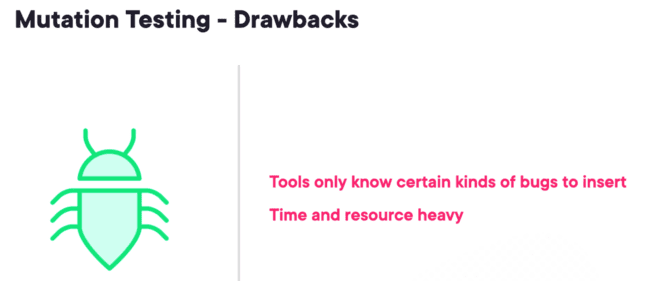 Mutation Testing - Drawbacks
Tools only know certain kinds of bugs to insert
Time and resource heavy